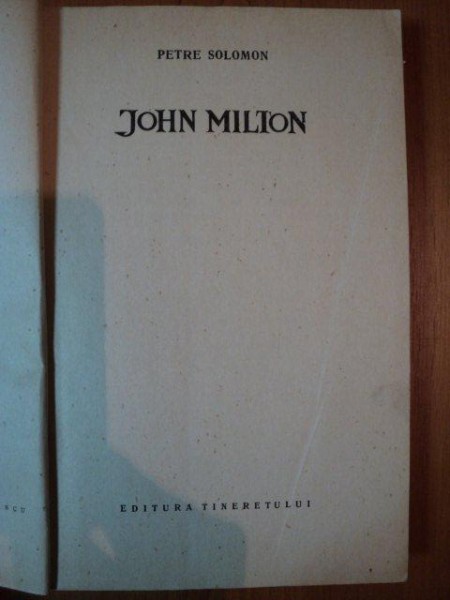 PETRE SOLOMON
JOHN MILTON
EDITURA TINERETULUI